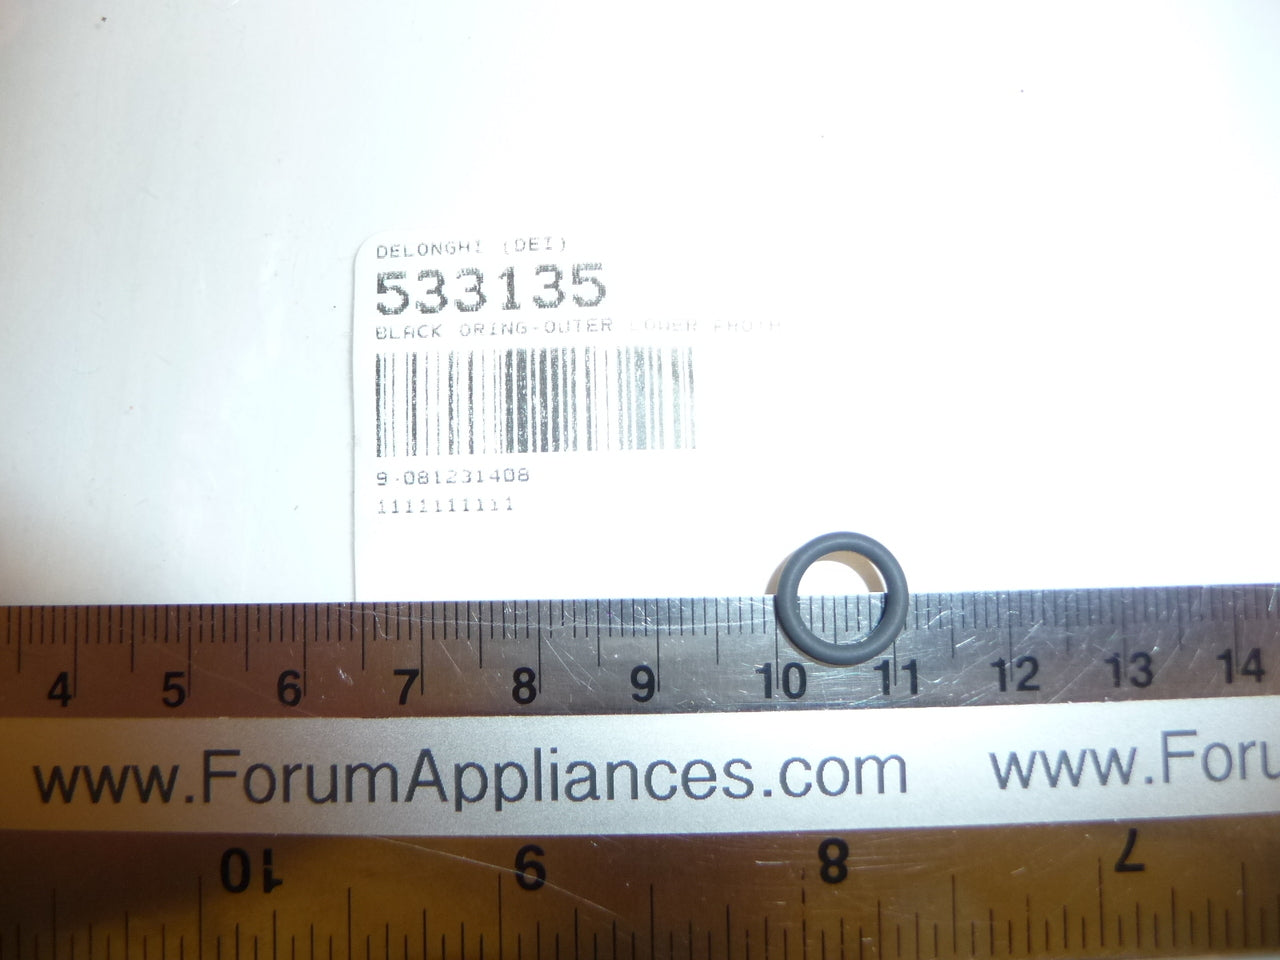 DELONGHI (DEI)
533135
BLACK ORING-OUTER LOWER FROTH
9-081231408
1111111111
4 5 6 7 8 9 10 11 12 13 14
www.ForumAppliances.com www.Foru
10 9 8 7